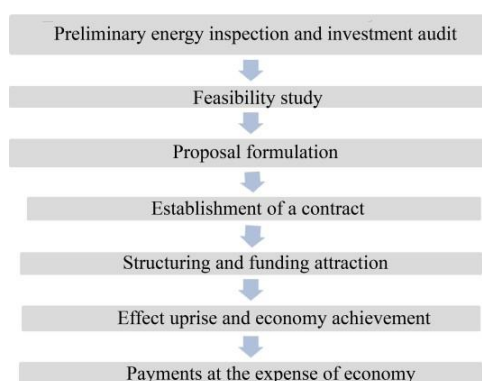 Preliminary energy inspection and investment audit
Feasibility study
Proposal formulation
Establishment of a contract
Structuring and funding attraction
Effect uprise and economy achievement
Payments at the expense of economy